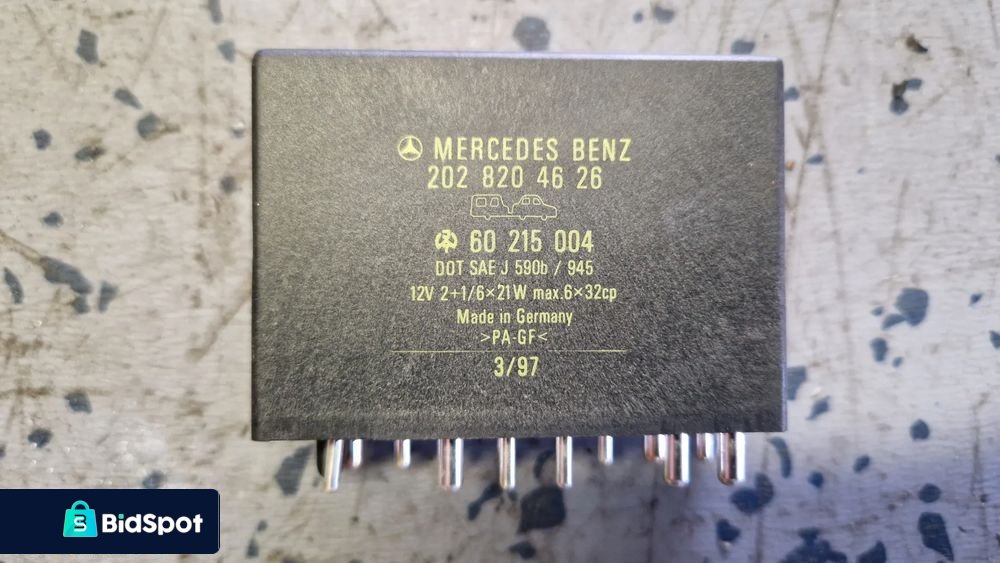 MERCEDES BENZ
202 820 46 26
60 215 004
DOT SAE J 590b / 945
12V 2+1/6×21W max.6×32cp
Made in Germany
>PA-GF<
3/97
BidSpot